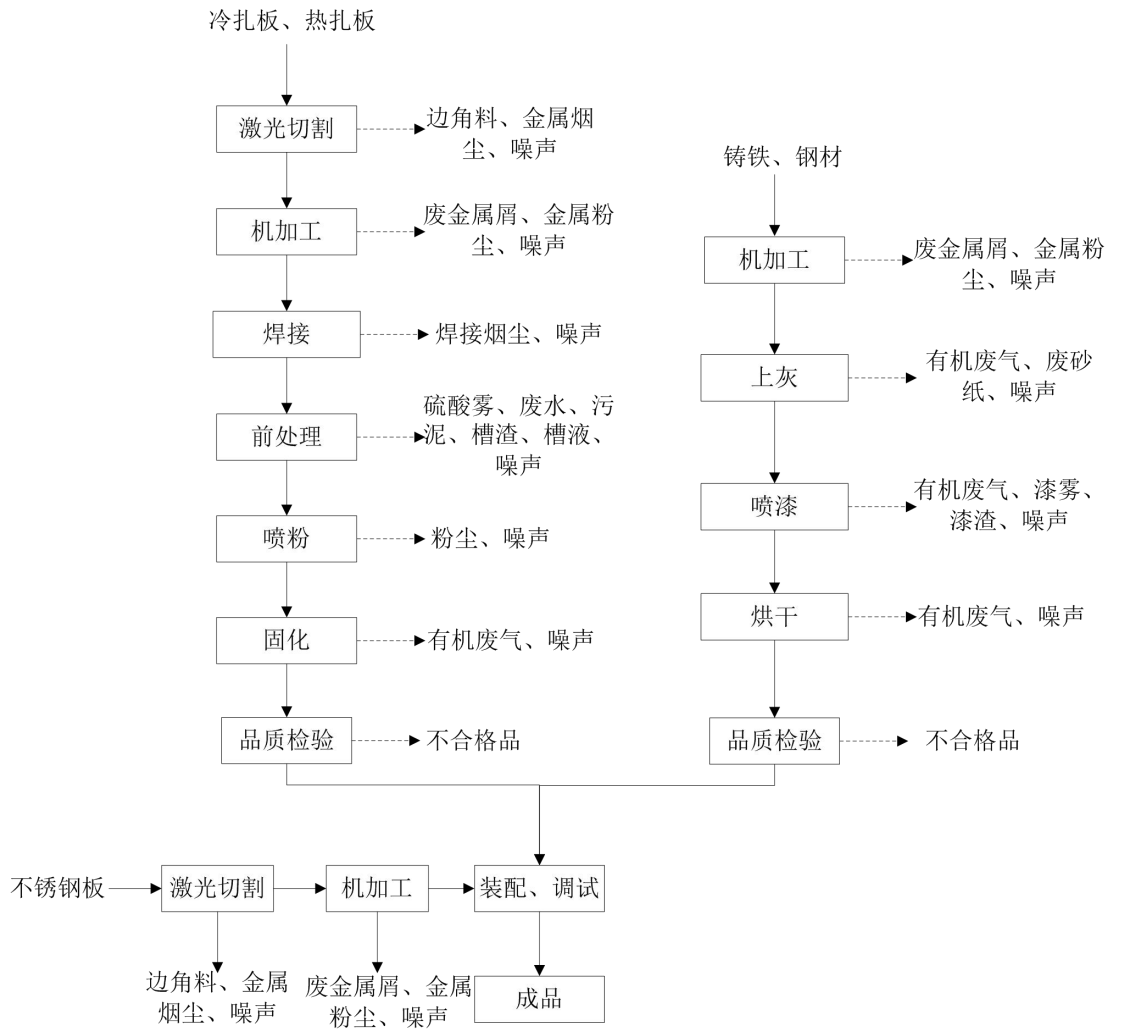 冷扎板、热扎板
激光切割
边角料、金属烟
尘、噪声
机加工
废金属屑、金属粉
尘、噪声
焊接
焊接烟尘、噪声
前处理
硫酸雾、废水、污
泥、槽渣、槽液、
噪声
喷粉
粉尘、噪声
固化
有机废气、噪声
品质检验
不合格品
铸铁、钢材
机加工
废金属屑、金属粉
尘、噪声
上灰
有机废气、废砂
纸、噪声
喷漆
有机废气、漆雾、
漆渣、噪声
烘干
有机废气、噪声
品质检验
不合格品
不锈钢板
激光切割
边角料、金属
烟尘、噪声
机加工
废金属屑、金属
粉尘、噪声
装配、调试
成品